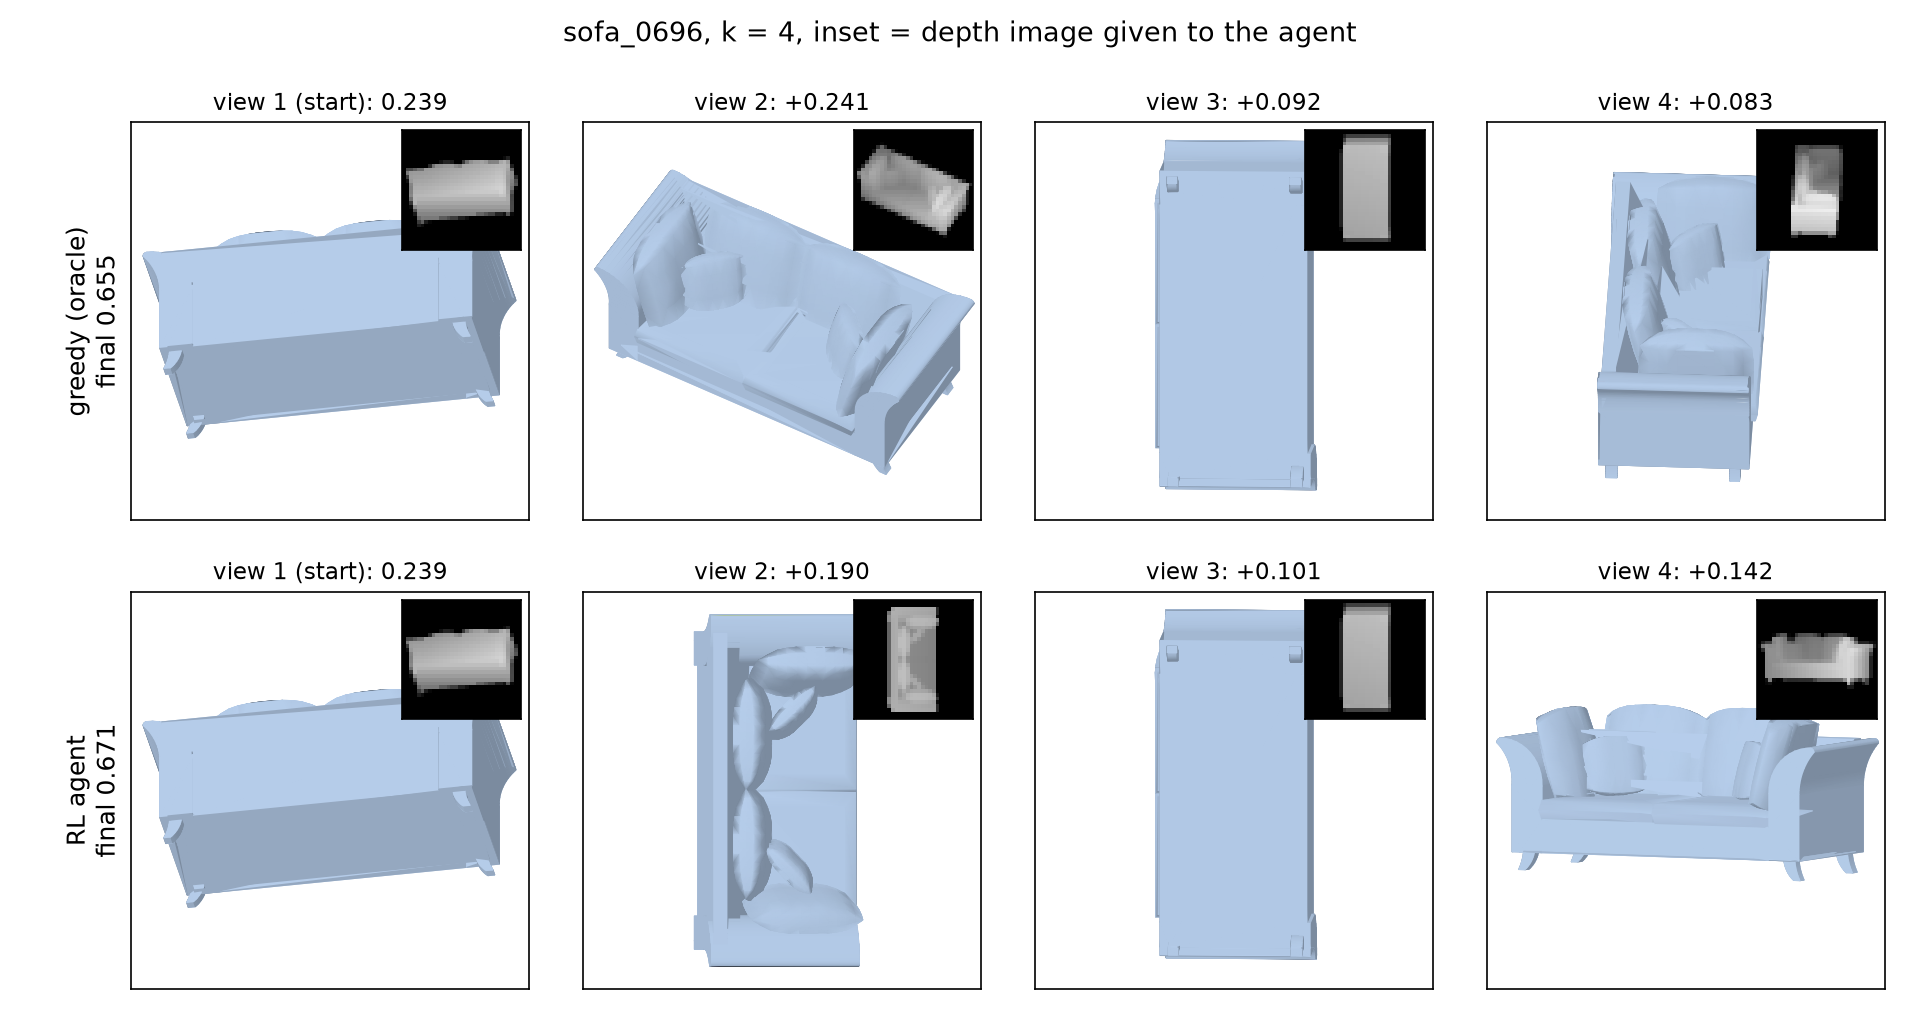 sofa_0696, k = 4, inset = depth image given to the agent
view 1 (start): 0.239
view 2: +0.241
view 3: +0.092
view 4: +0.083
greedy (oracle)
final 0.655
view 1 (start): 0.239
view 2: +0.190
view 3: +0.101
view 4: +0.142
RL agent
final 0.671